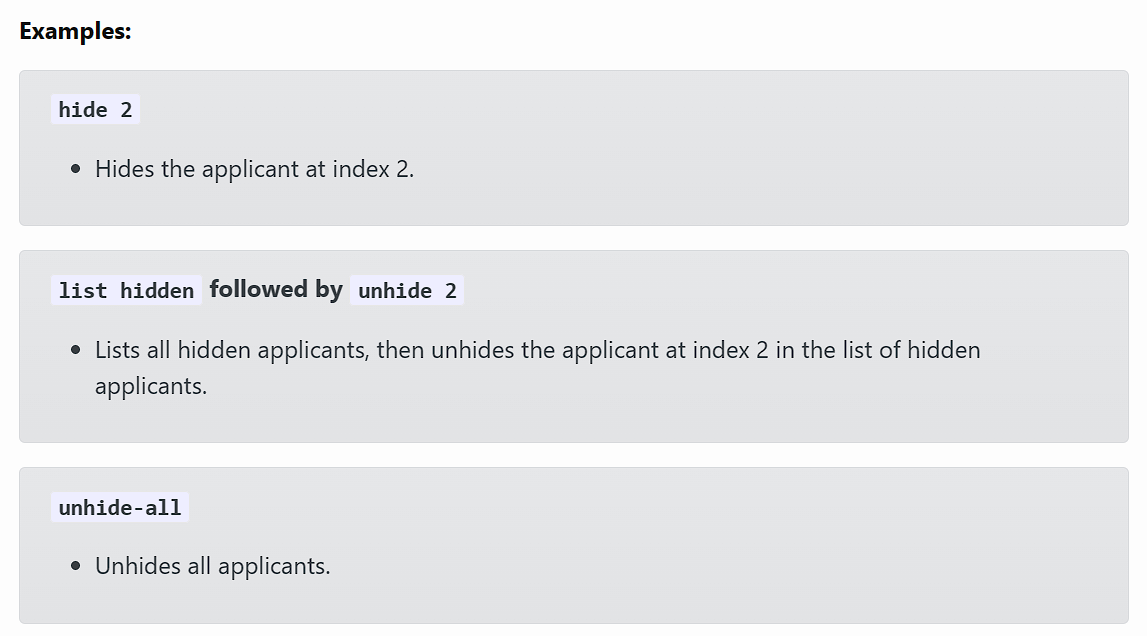 Examples:
hide 2
Hides the applicant at index 2.
list hidden followed by unhide 2
Lists all hidden applicants, then unhides the applicant at index 2 in the list of hidden
applicants.
unhide-all
Unhides all applicants.